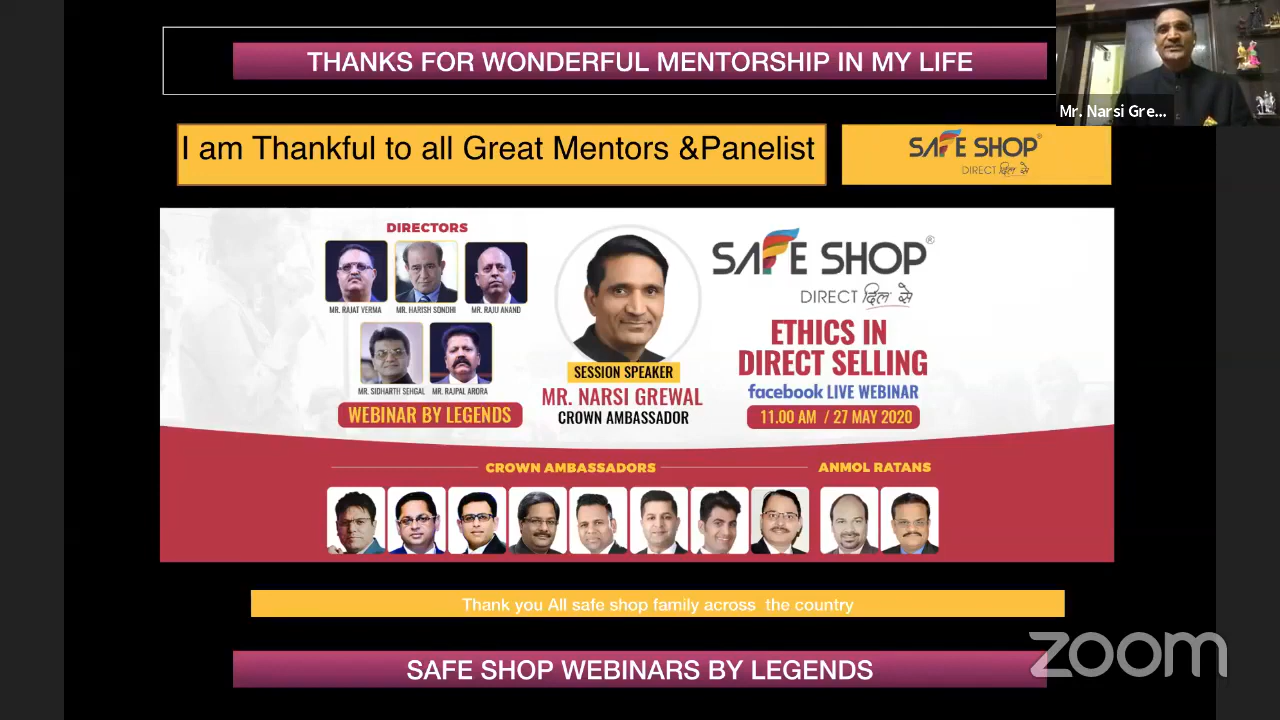 THANKS FOR WONDERFUL MENTORSHIP IN MY LIFE
Mr. Narsi Gre...
I am Thankful to all Great Mentors &Panelist
SAFE SHOP®
DIRECT दिल से
DIRECTORS
MR. RAJAT VERMA
MR. HARISH SONDHI
MR. RAJU ANAND
MR. SIDHARTH SEHGAL
MR. RAJPAL ARORA
WEBINAR BY LEGENDS
SESSION SPEAKER
MR. NARSI GREWAL
CROWN AMBASSADOR
SAFE SHOP®
DIRECT दिल से
ETHICS IN
DIRECT SELLING
facebook LIVE WEBINAR
11.00 AM / 27 MAY 2020
CROWN AMBASSADORS
ANMOL RATANS
Thank you All safe shop family across the country
SAFE SHOP WEBINARS BY LEGENDS
zoom